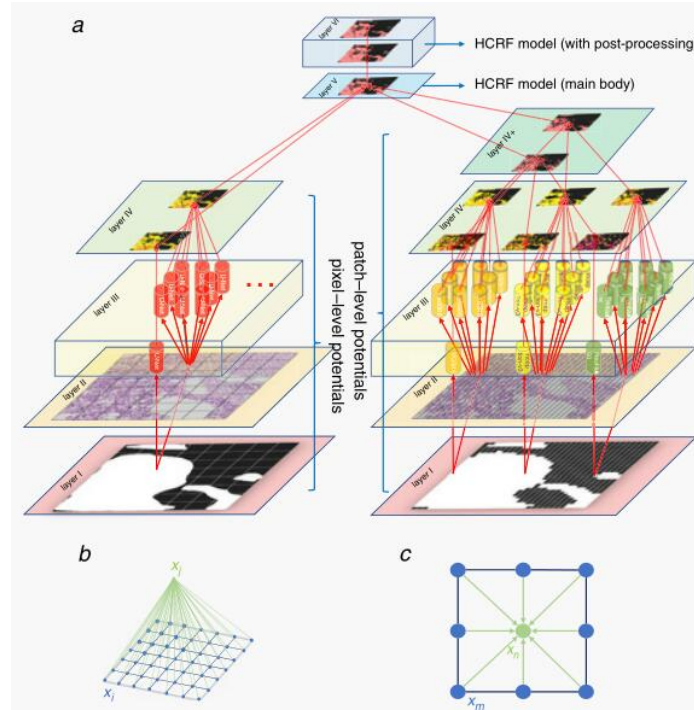 a
layer VI
HCRF model (with post-processing
layer V
HCRF model (main body)
layer IV+
layer IV
layer IV
layer III
layer III
patch-level potentials
pixel-level potentials
layer II
layer II
layer I
layer I
b
c
x_j
x_i
x_n
x_m